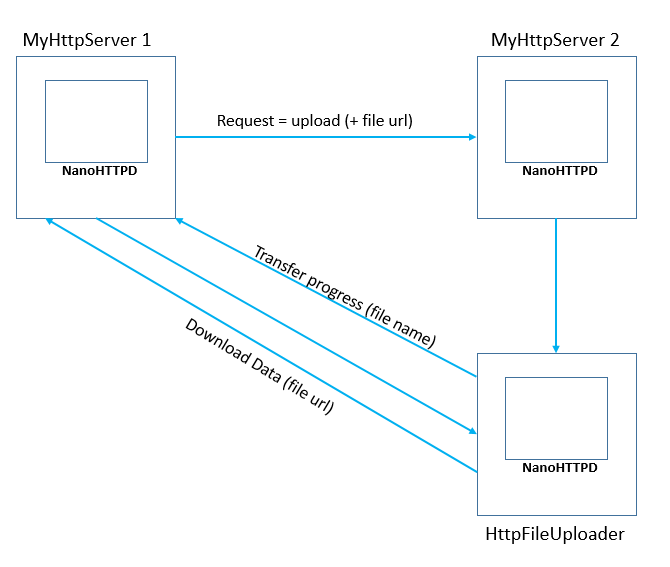 MyHttpServer 1
MyHttpServer 2
Request = upload (+ file url)
NanoHTTPD
NanoHTTPD
Transfer progress (file name)
Download Data (file url)
NanoHTTPD
HttpFileUploader